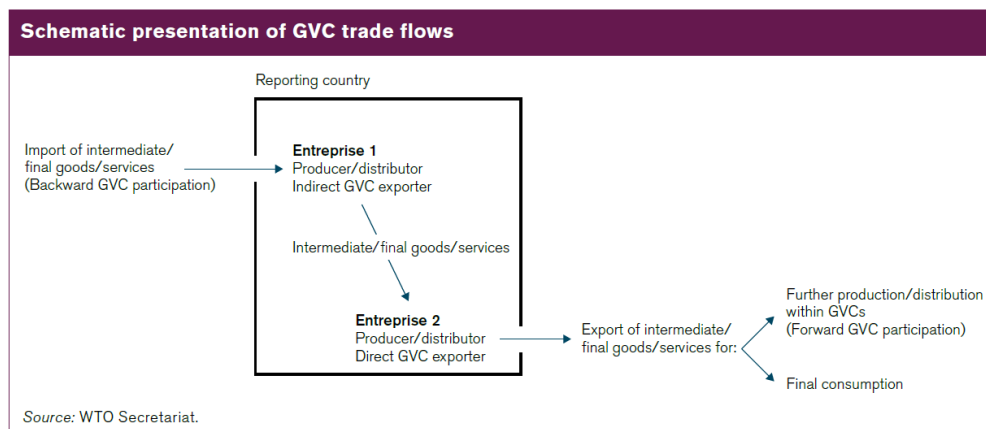 Schematic presentation of GVC trade flows
Reporting country
Import of intermediate/
final goods/services
(Backward GVC participation)
Entreprise 1
Producer/distributor
Indirect GVC exporter
Intermediate/final goods/services
Entreprise 2
Producer/distributor
Direct GVC exporter
Export of intermediate/
final goods/services for:
Further production/distribution
within GVCs
(Forward GVC participation)
Final consumption
Source: WTO Secretariat.